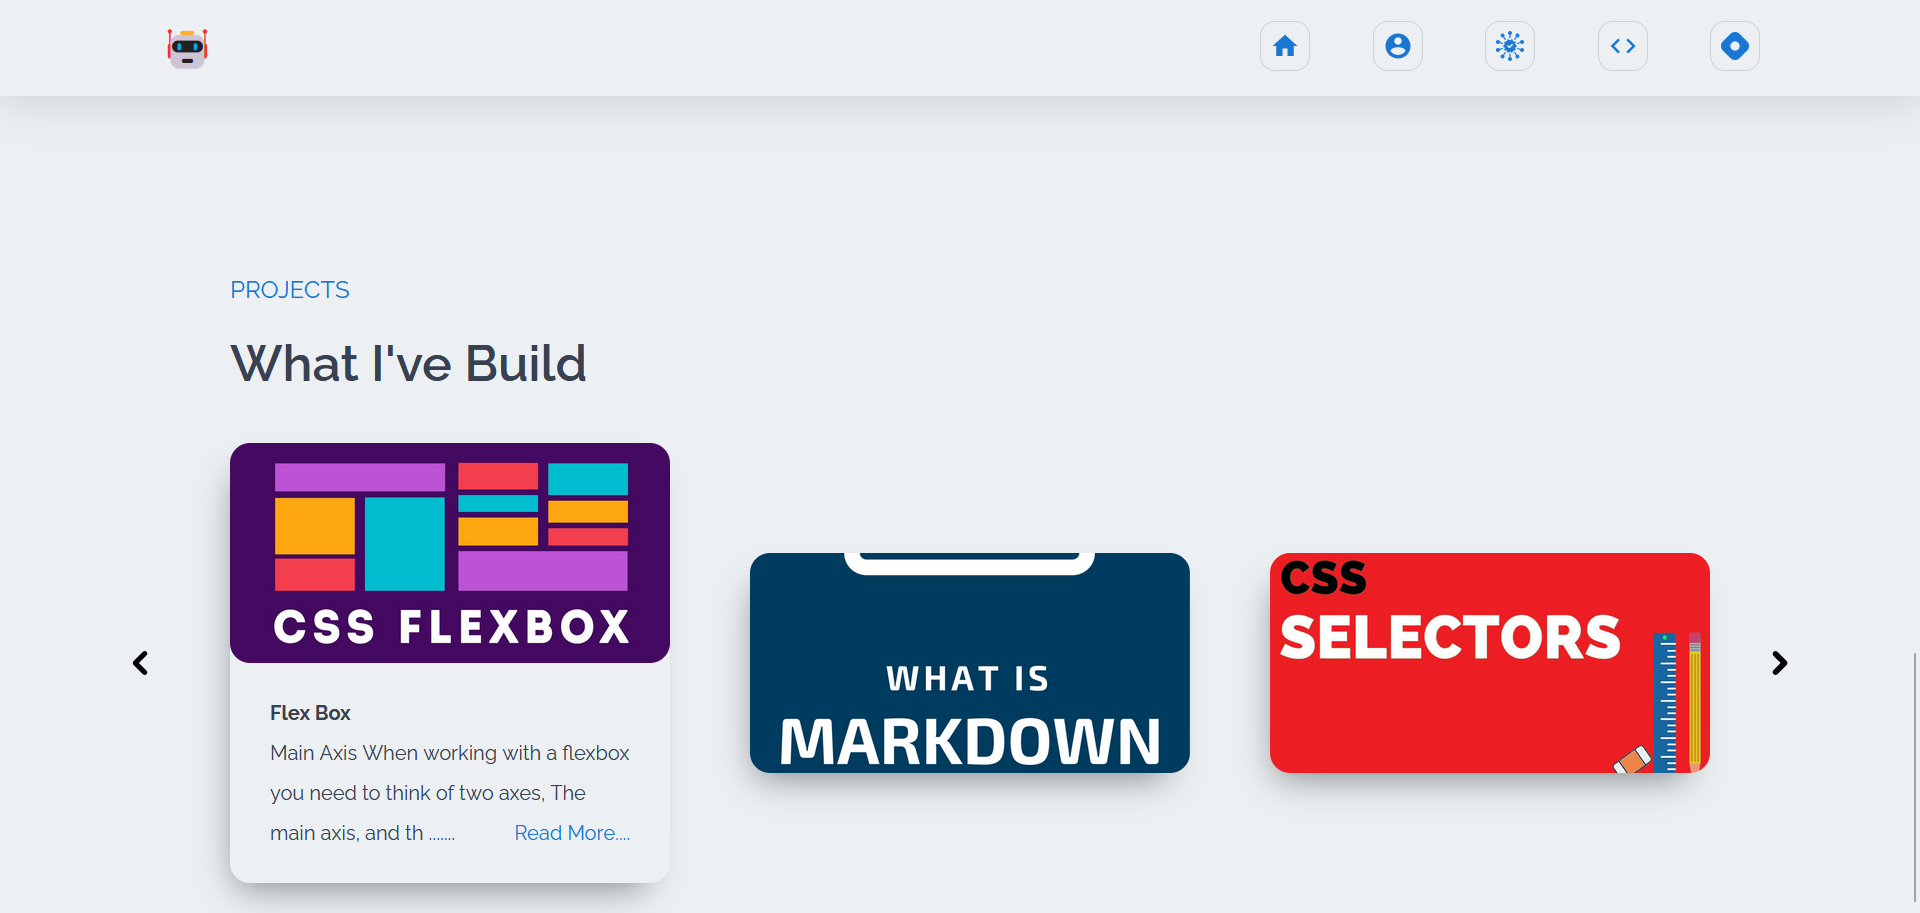 PROJECTS
What I've Build
CSS FLEXBOX
Flex Box
Main Axis When working with a flexbox
you need to think of two axes, The
main axis, and th .......
Read More....
WHAT IS
MARKDOWN
CSS
SELECTORS